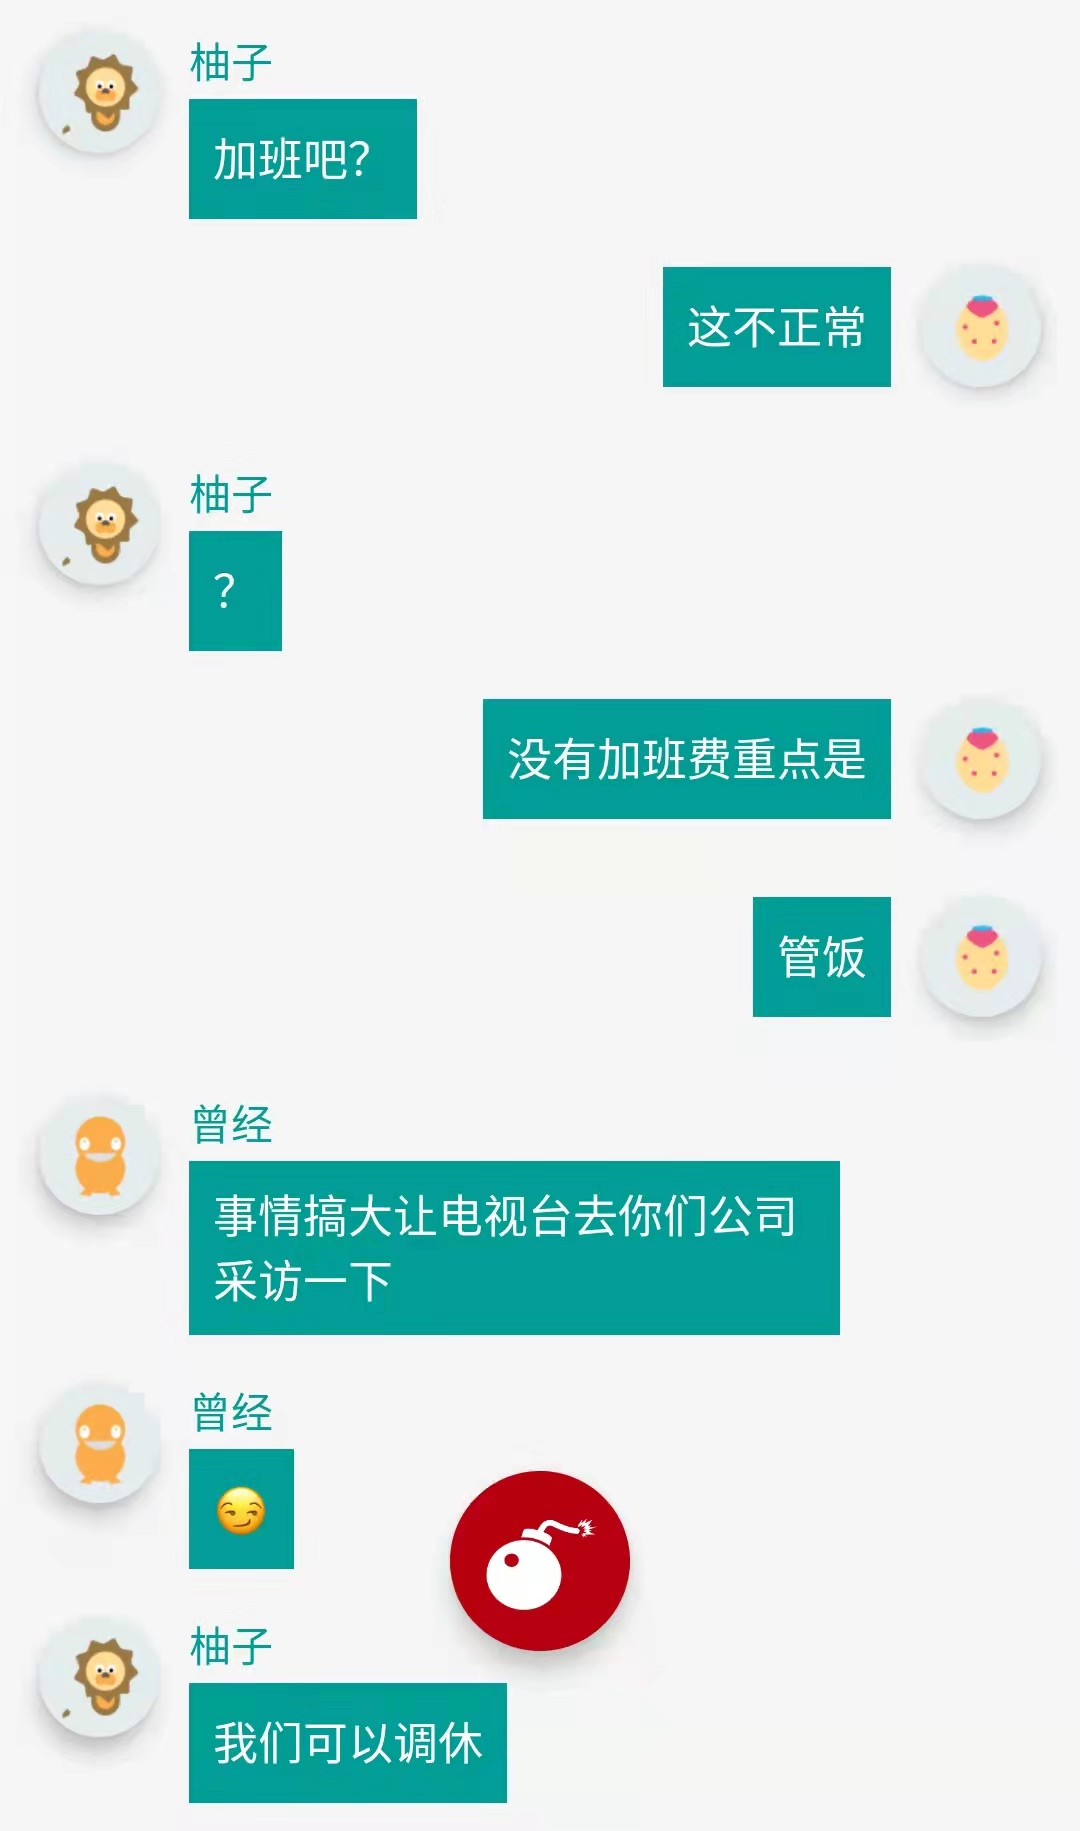 柚子
加班吧？
这不正常
柚子
？
没有加班费重点是
管饭
曾经
事情搞大让电视台去你们公司
采访一下
曾经
😏
柚子
我们可以调休